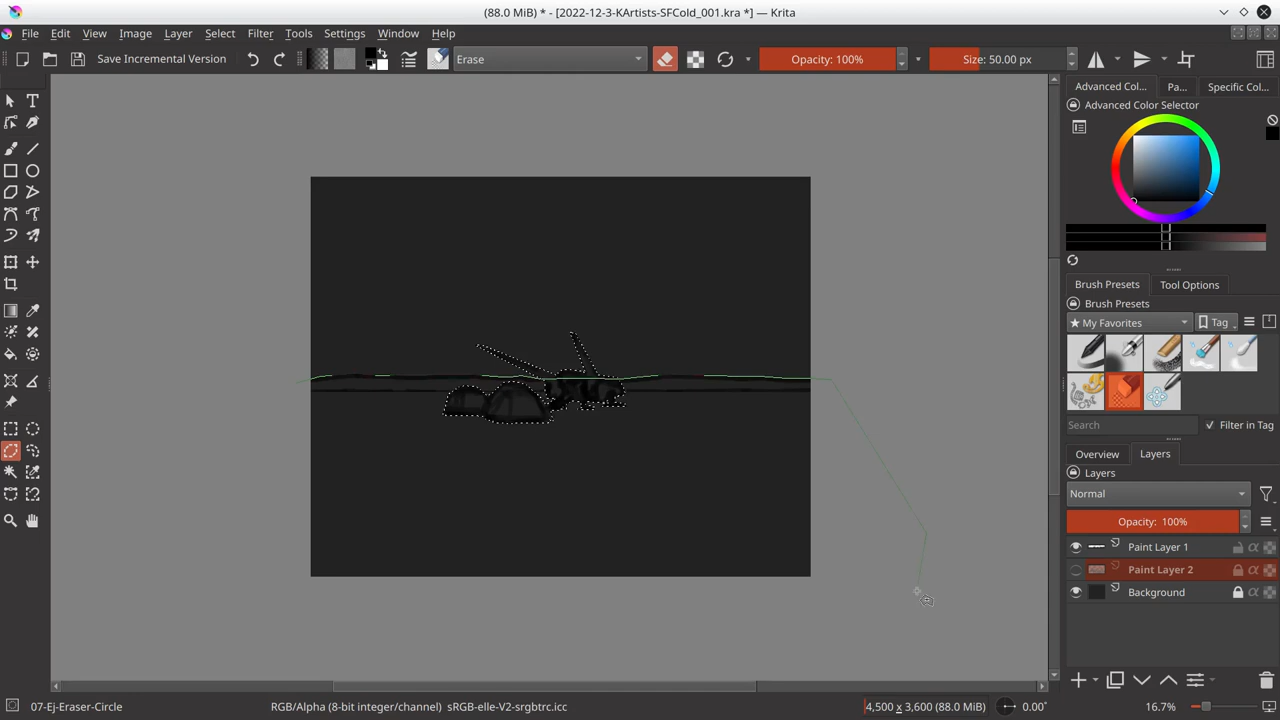 (88.0 MiB) * - [2022-12-3-KArtists-SFCold_001.kra *] — Krita
File Edit View Image Layer Select Filter Tools Settings Window Help
Save Incremental Version Erase Opacity: 100% Size: 50.00 px
Advanced Col... Pa... Specific Col...
Advanced Color Selector
Brush Presets Tool Options
Brush Presets
★ My Favorites Tag
Search Filter in Tag
Overview Layers
Layers
Normal
Opacity: 100%
Paint Layer 1
Paint Layer 2
Background
07-Ej-Eraser-Circle RGB/Alpha (8-bit integer/channel) sRGB-elle-V2-srgbtrc.icc 4,500 x 3,600 (88.0 MiB) 0.00° 16.7%